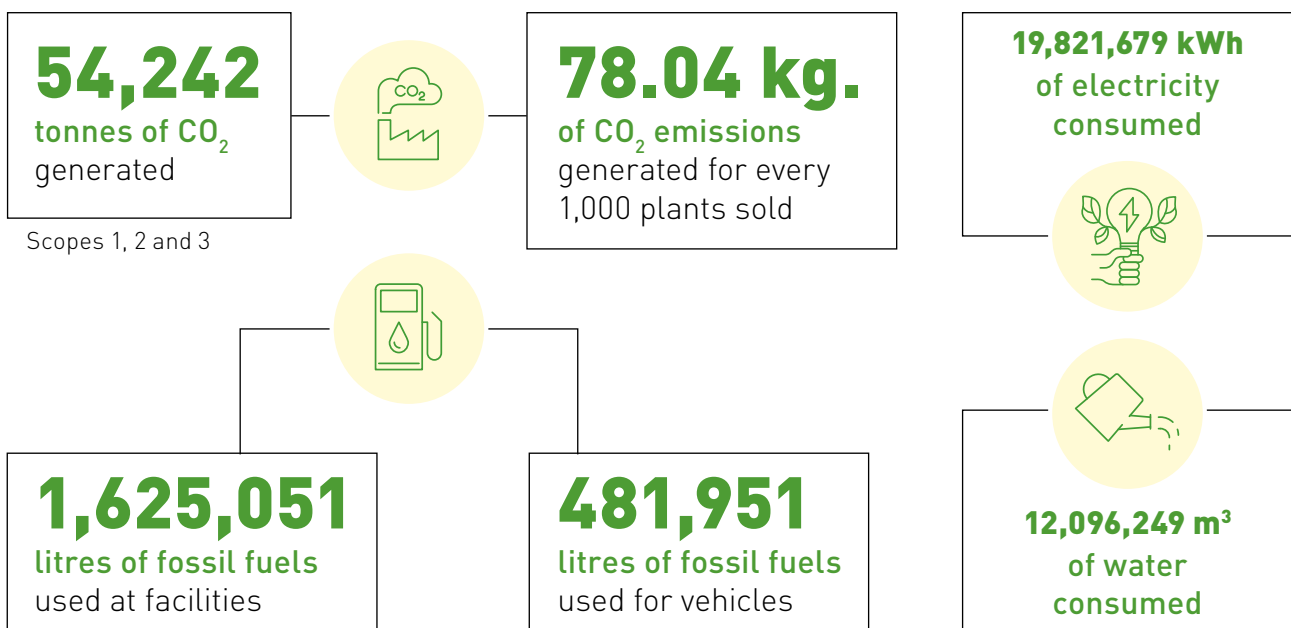 54,242
tonnes of CO₂
generated
Scopes 1, 2 and 3
CO₂
78.04 kg.
of CO₂ emissions
generated for every
1,000 plants sold
19,821,679 kWh
of electricity
consumed
1,625,051
litres of fossil fuels
used at facilities
481,951
litres of fossil fuels
used for vehicles
12,096,249 m³
of water
consumed